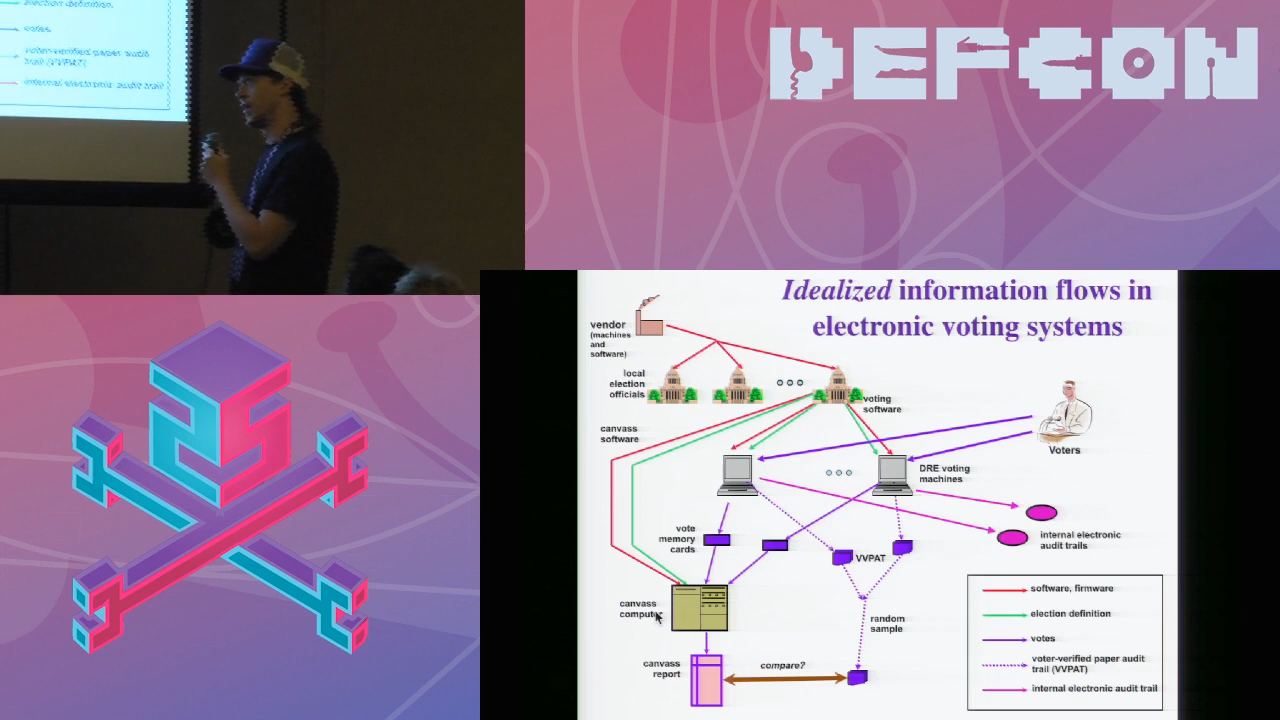 election definition.
votes
voter-verified paper audit
trail (VVPAT)
internal electronic audit trail
DEFCON
Idealized information flows in
electronic voting systems
vendor
(machines
and
software)
local
election
officials
voting
software
canvass
software
Voters
DRE voting
machines
vote
memory
cards
internal electronic
audit trails
VVPAT
canvass
computer
random
sample
canvass
report
compare?
software, firmware
election definition
votes
voter-verified paper audit
trail (VVPAT)
internal electronic audit trail